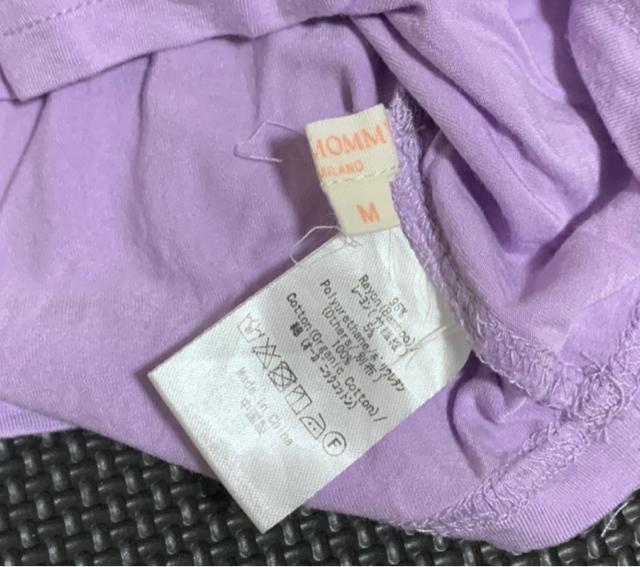 MOMMY
MILANO
M
95%
Rayon(Bamboo)/
レーヨン(竹繊維)
5%
Polyurethane/ポリウレタン
(Others/別布)
100%
Cotton(Organic Cotton)/
綿(オーガニックコットン)
F
Made in China
中国製